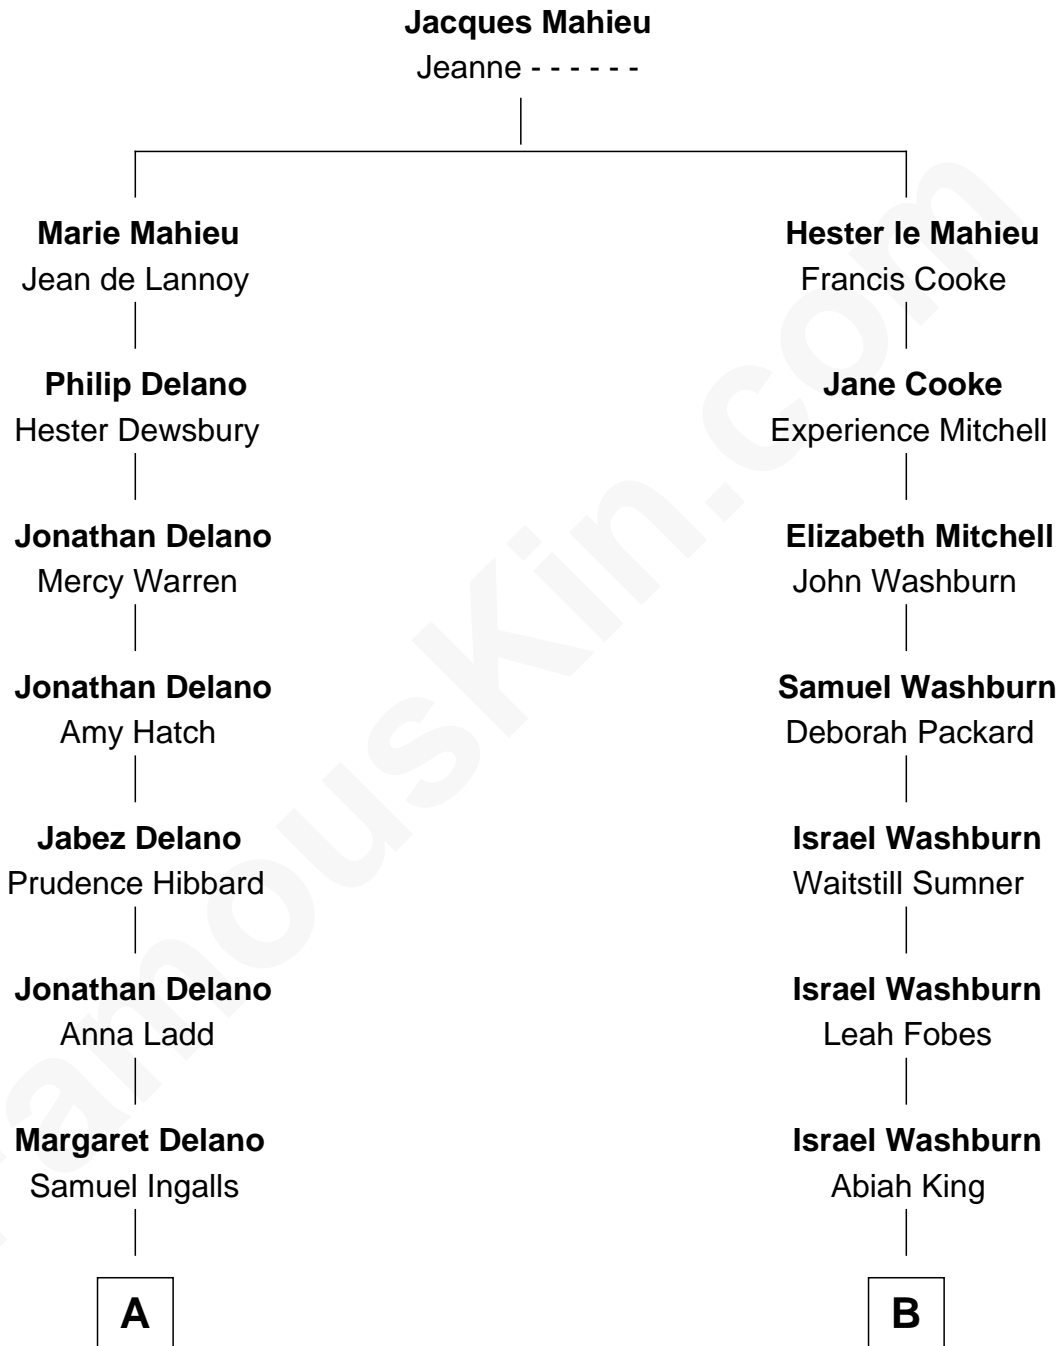 Jacques Mahieu
Jeanne - - - - - -
Marie Mahieu
Jean de Lannoy
Hester le Mahieu
Francis Cooke
Philip Delano
Hester Dewsbury
Jane Cooke
Experience Mitchell
Jonathan Delano
Mercy Warren
Elizabeth Mitchell
John Washburn
Jonathan Delano
Amy Hatch
Samuel Washburn
Deborah Packard
Jabez Delano
Prudence Hibbard
Israel Washburn
Waitstill Sumner
Jonathan Delano
Anna Ladd
Israel Washburn
Leah Fobes
Margaret Delano
Samuel Ingalls
Israel Washburn
Abiah King
A
B
FamousKin.com